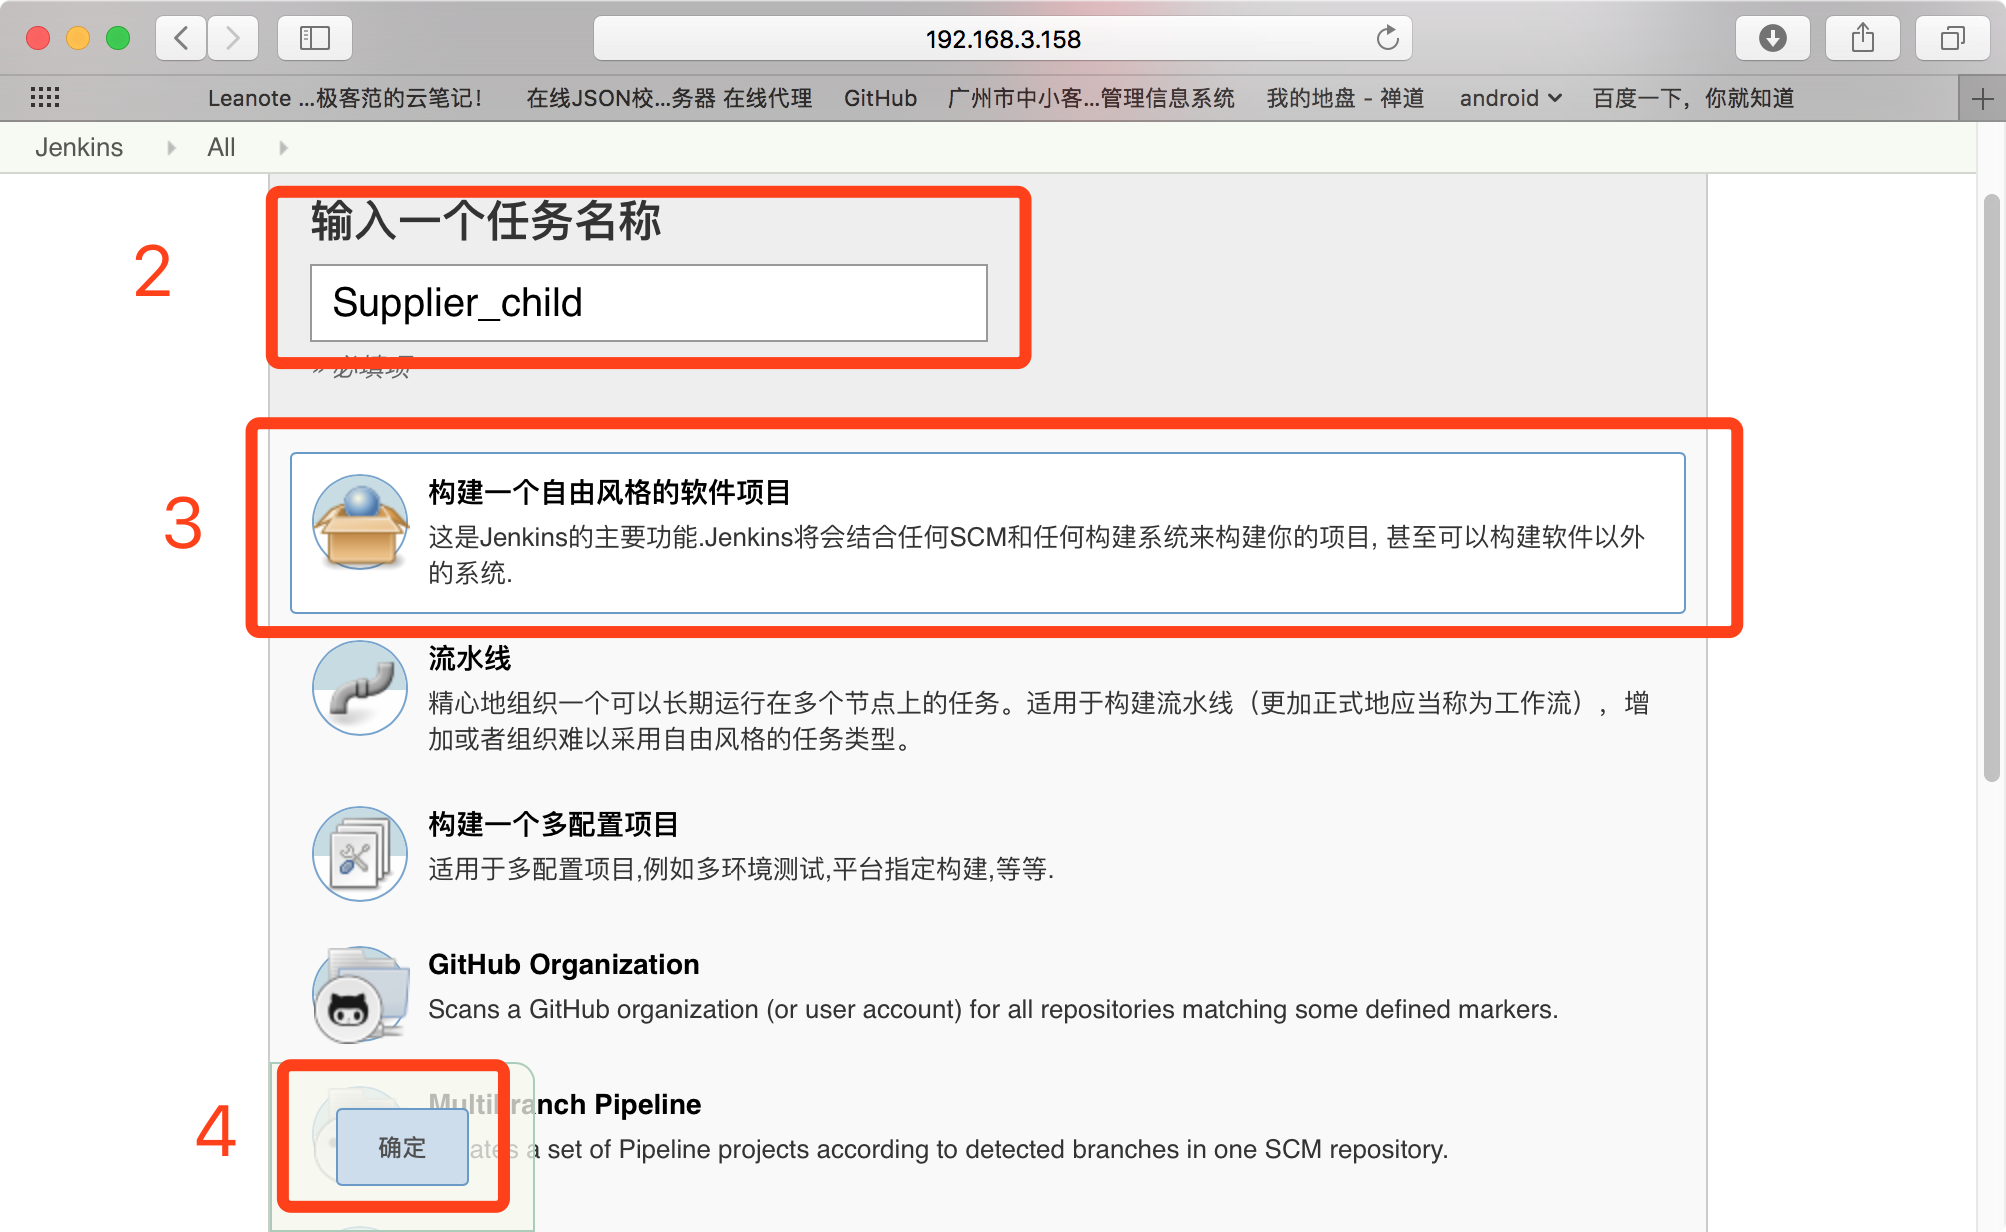 192.168.3.158
Leanote ...极客范的云笔记!
在线JSON校...务器 在线代理
GitHub
广州市中小客...管理信息系统
我的地盘 - 禅道
android
百度一下，你就知道
Jenkins
All
2
输入一个任务名称
Supplier_child
» 必填项
3
构建一个自由风格的软件项目
这是Jenkins的主要功能.Jenkins将会结合任何SCM和任何构建系统来构建你的项目, 甚至可以构建软件以外
的系统.
流水线
精心地组织一个可以长期运行在多个节点上的任务。适用于构建流水线（更加正式地应当称为工作流），增
加或者组织难以采用自由风格的任务类型。
构建一个多配置项目
适用于多配置项目,例如多环境测试,平台指定构建,等等.
GitHub Organization
Scans a GitHub organization (or user account) for all repositories matching some defined markers.
4
Multibranch Pipeline
确定
ates a set of Pipeline projects according to detected branches in one SCM repository.